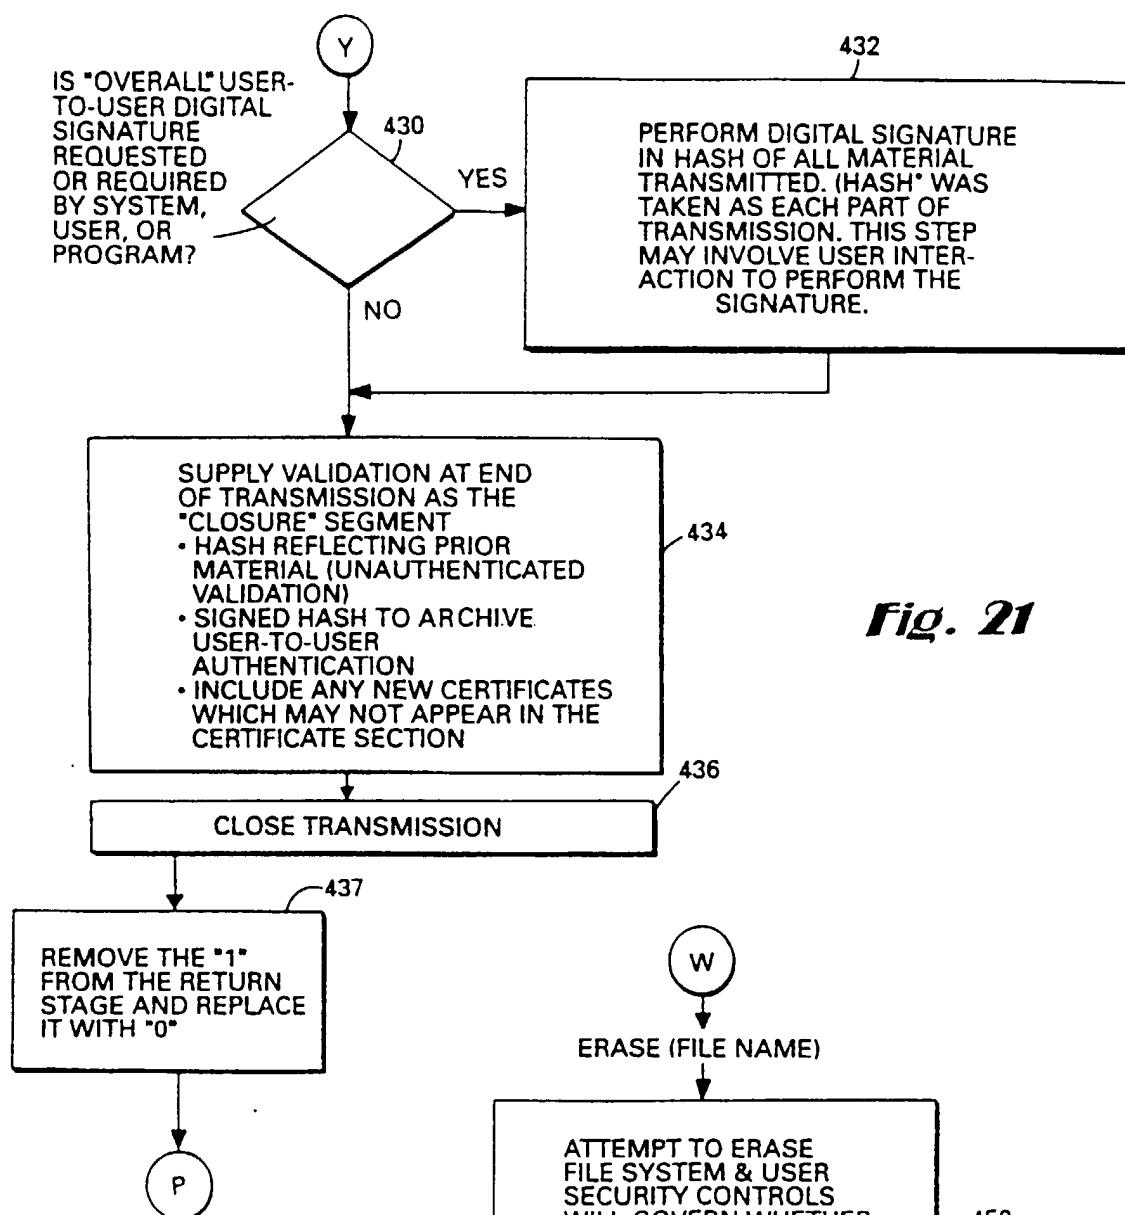 Y
IS "OVERALL" USER-
TO-USER DIGITAL
SIGNATURE
REQUESTED
OR REQUIRED
BY SYSTEM,
USER, OR
PROGRAM?
430
YES
NO
432
PERFORM DIGITAL SIGNATURE
IN HASH OF ALL MATERIAL
TRANSMITTED. (HASH" WAS
TAKEN AS EACH PART OF
TRANSMISSION. THIS STEP
MAY INVOLVE USER INTER-
ACTION TO PERFORM THE
SIGNATURE.
SUPPLY VALIDATION AT END
OF TRANSMISSION AS THE
"CLOSURE" SEGMENT
• HASH REFLECTING PRIOR
MATERIAL (UNAUTHENTICATED
VALIDATION)
• SIGNED HASH TO ARCHIVE
USER-TO-USER
AUTHENTICATION
• INCLUDE ANY NEW CERTIFICATES
WHICH MAY NOT APPEAR IN THE
CERTIFICATE SECTION
434
Fig. 21
436
CLOSE TRANSMISSION
437
REMOVE THE "1"
FROM THE RETURN
STAGE AND REPLACE
IT WITH "0"
P
W
ERASE (FILE NAME)
ATTEMPT TO ERASE
FILE SYSTEM & USER
SECURITY CONTROLS
WILL GOVERN WHETHER